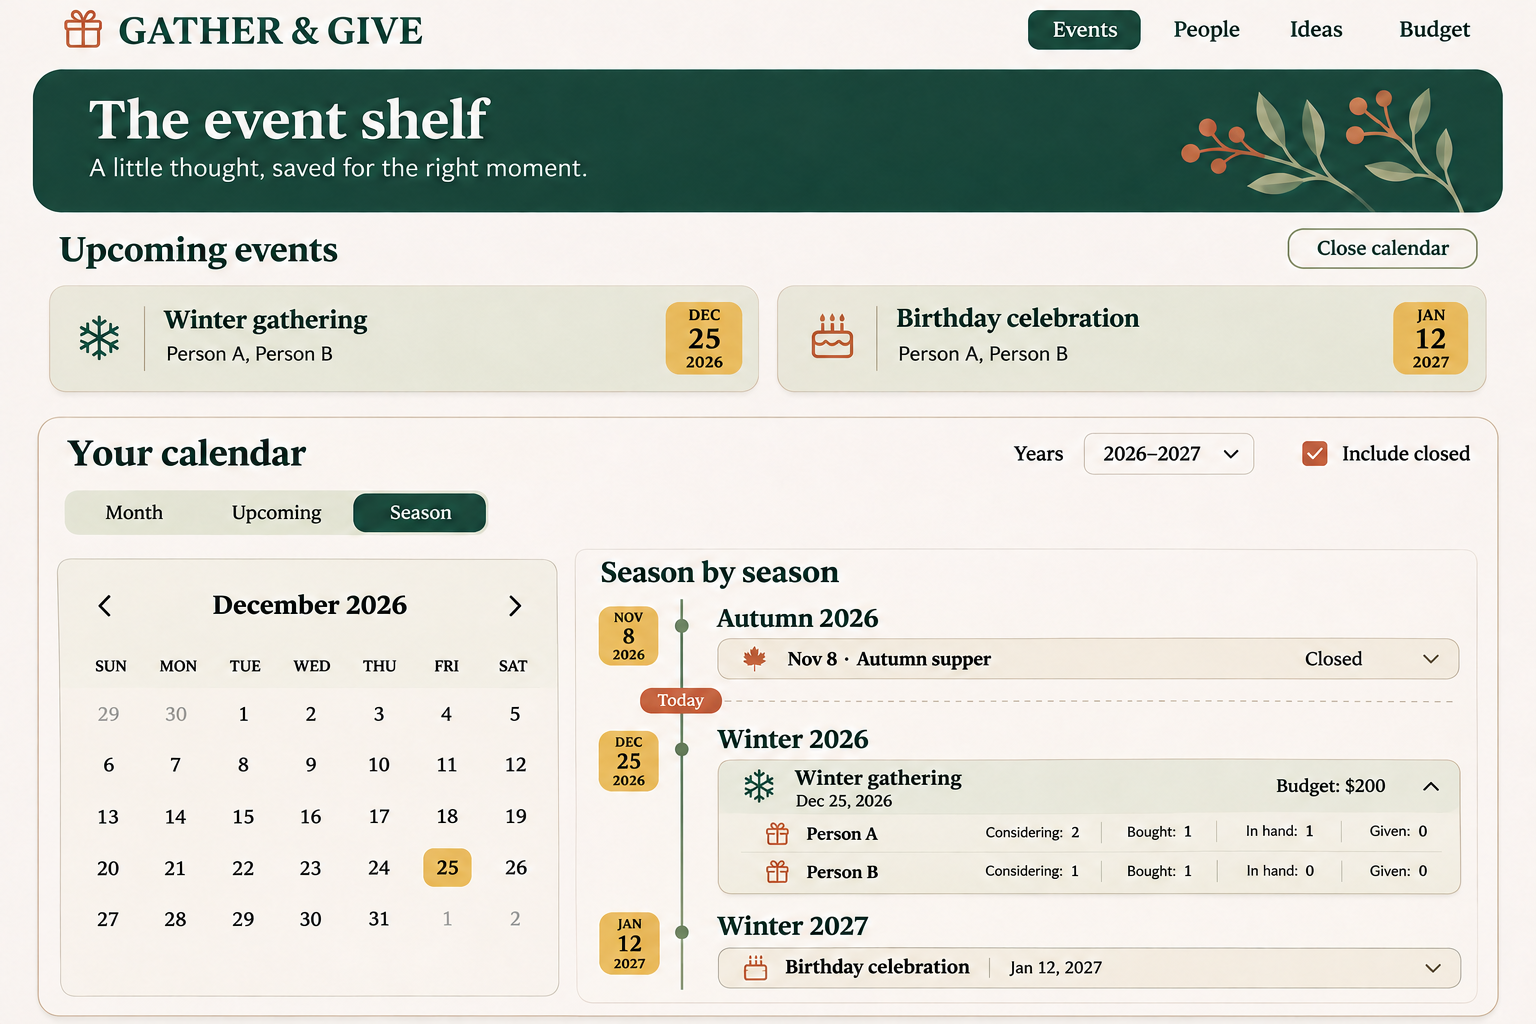 GATHER & GIVE
Events People Ideas Budget
The event shelf
A little thought, saved for the right moment.
Upcoming events
Close calendar
Winter gathering
Person A, Person B
DEC
25
2026
Birthday celebration
Person A, Person B
JAN
12
2027
Your calendar
Years 2026–2027 Include closed
Month Upcoming Season
December 2026
SUN MON TUE WED THU FRI SAT
29 30 1 2 3 4 5
6 7 8 9 10 11 12
13 14 15 16 17 18 19
20 21 22 23 24 25 26
27 28 29 30 31 1 2
Season by season
NOV
8
2026
Autumn 2026
Nov 8 · Autumn supper Closed
Today
DEC
25
2026
Winter 2026
Winter gathering
Dec 25, 2026
Budget: $200
Person A Considering: 2 Bought: 1 In hand: 1 Given: 0
Person B Considering: 1 Bought: 1 In hand: 0 Given: 0
JAN
12
2027
Winter 2027
Birthday celebration Jan 12, 2027